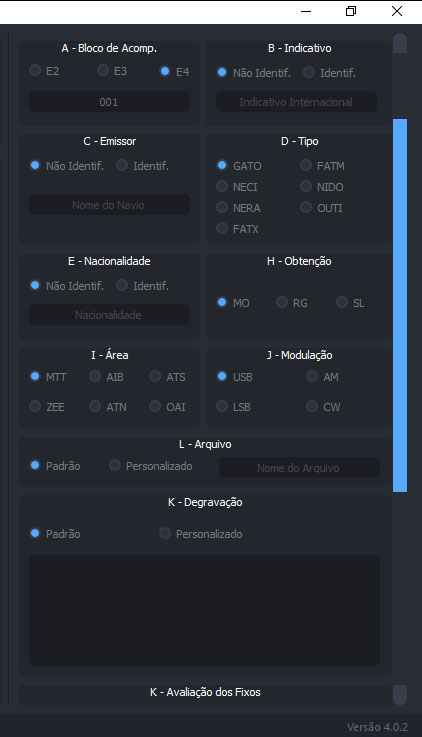 A - Bloco de Acomp.
E2 E3 E4
001
B - Indicativo
Não Identif. Identif.
Indicativo Internacional
C - Emissor
Não Identif. Identif.
Nome do Navio
D - Tipo
GATO FATM
NECI NIDO
NERA OUTI
FATX
E - Nacionalidade
Não Identif. Identif.
Nacionalidade
H - Obtenção
MO RG SL
I - Área
MTT AIB ATS
ZEE ATN OAI
J - Modulação
USB AM
LSB CW
L - Arquivo
Padrão Personalizado Nome do Arquivo
K - Degravação
Padrão Personalizado
K - Avaliação dos Fixos
Versão 4.0.2